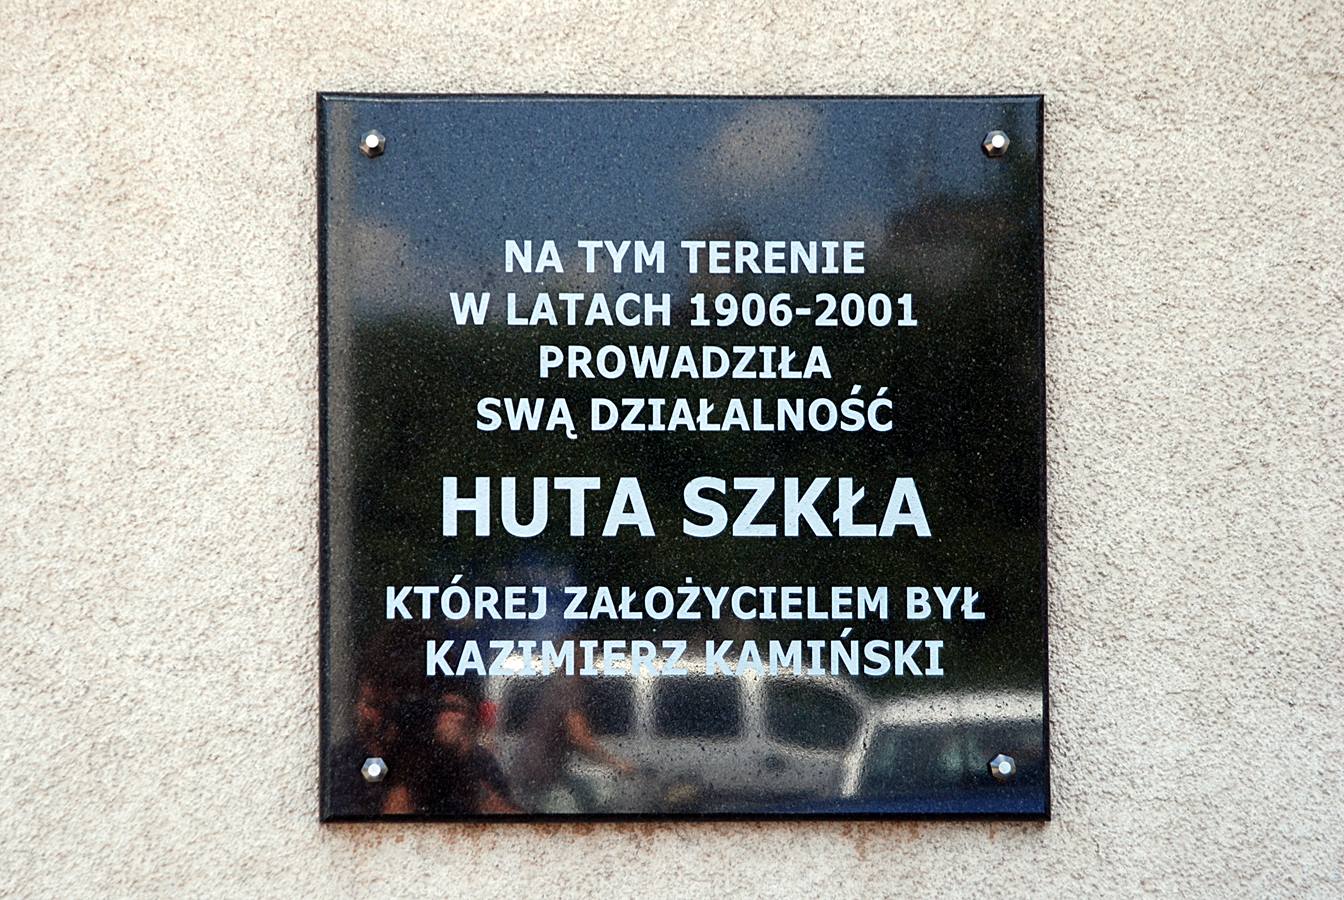 NA TYM TERENIE
W LATACH 1906-2001
PROWADZIŁA
SWĄ DZIAŁALNOŚĆ
HUTA SZKŁA
KTÓREJ ZAŁOŻYCIELEM BYŁ
KAZIMIERZ KAMIŃSKI